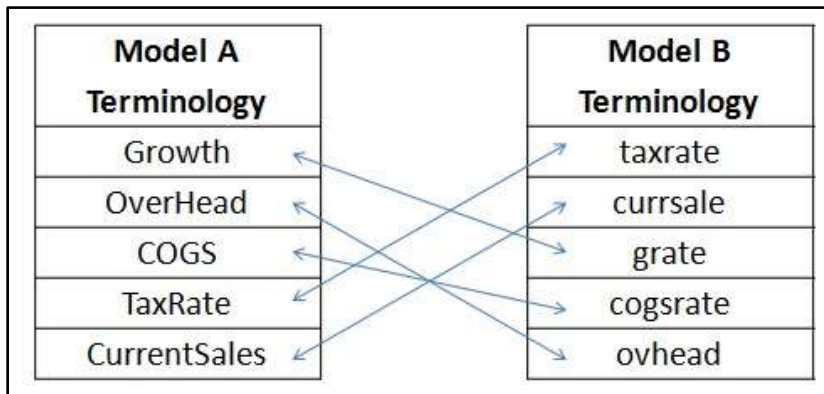 Model A
Terminology
Growth
OverHead
COGS
TaxRate
CurrentSales
Model B
Terminology
taxrate
currsale
grate
cogsrate
ovhead